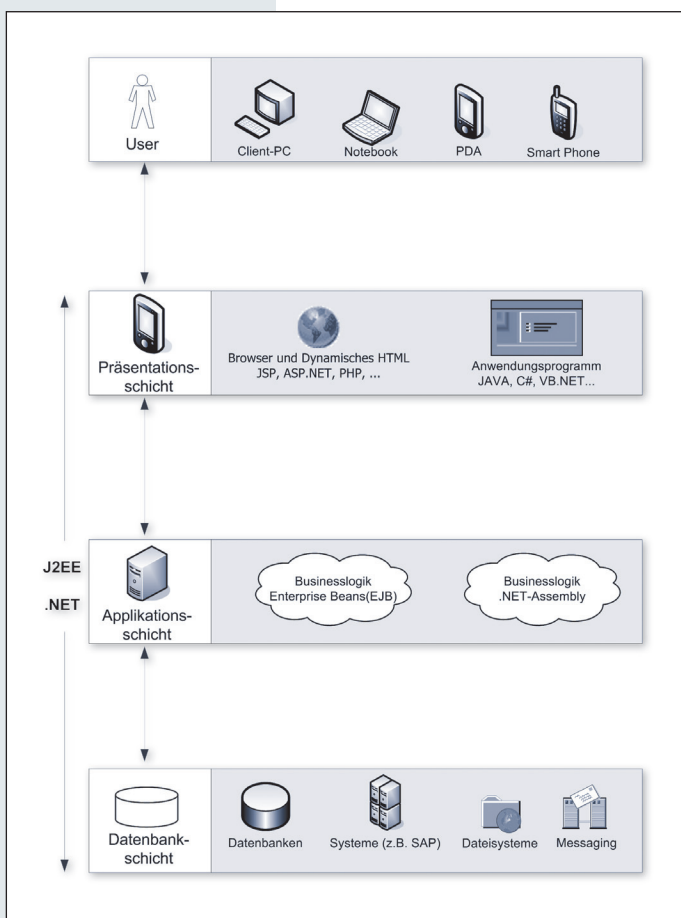 User
Client-PC
Notebook
PDA
Smart Phone
Präsentations-
schicht
Browser und Dynamisches HTML
JSP, ASP.NET, PHP, ...
Anwendungsprogramm
JAVA, C#, VB.NET...
J2EE
.NET
Applikations-
schicht
Businesslogik
Enterprise Beans(EJB)
Businesslogik
.NET-Assembly
Datenbank-
schicht
Datenbanken
Systeme (z.B. SAP)
Dateisysteme
Messaging